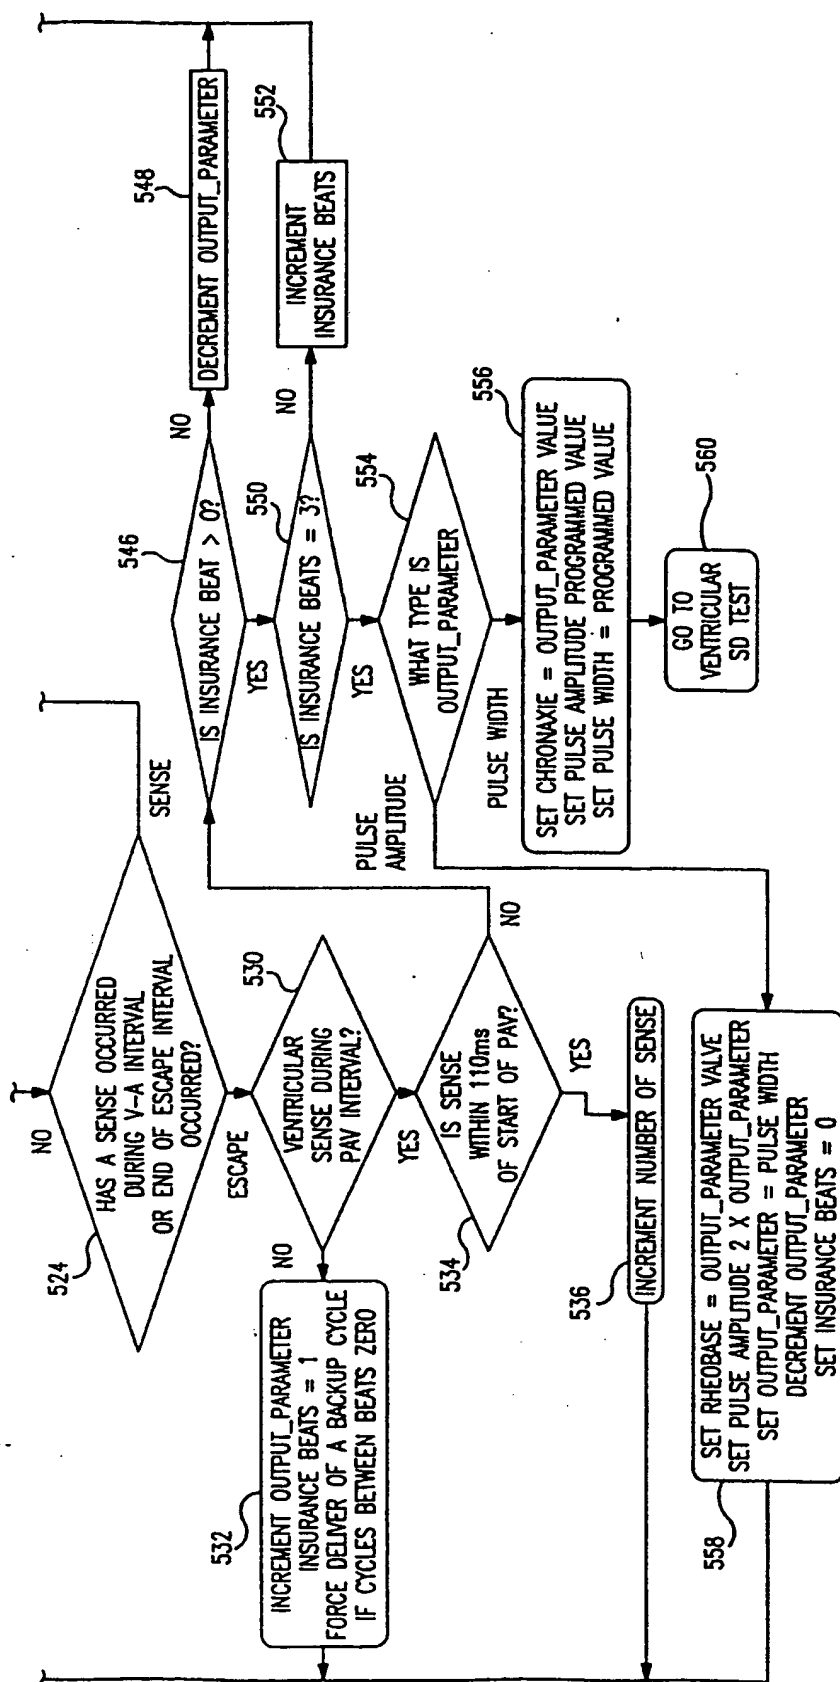 NO
524
HAS A SENSE OCCURRED
DURING V-A INTERVAL
OR END OF ESCAPE INTERVAL
OCCURRED?
SENSE
ESCAPE
530
VENTRICULAR
SENSE DURING
PAV INTERVAL?
NO
YES
532
INCREMENT OUTPUT_PARAMETER
INSURANCE BEATS = 1
FORCE DELIVER OF A BACKUP CYCLE
IF CYCLES BETWEEN BEATS ZERO
534
IS SENSE
WITHIN 110ms
OF START OF PAV?
NO
YES
536
INCREMENT NUMBER OF SENSE
546
IS INSURANCE BEAT > 0?
NO
YES
548
DECREMENT OUTPUT_PARAMETER
550
IS INSURANCE BEATS = 3?
NO
YES
552
INCREMENT
INSURANCE BEATS
554
WHAT TYPE IS
OUTPUT_PARAMETER
PULSE
AMPLITUDE
PULSE WIDTH
556
SET CHRONAXIE = OUTPUT_PARAMETER VALUE
SET PULSE AMPLITUDE PROGRAMMED VALUE
SET PULSE WIDTH = PROGRAMMED VALUE
560
GO TO
VENTRICULAR
SD TEST
558
SET RHEOBASE = OUTPUT_PARAMETER VALVE
SET PULSE AMPLITUDE 2 X OUTPUT_PARAMETER
SET OUTPUT_PARAMETER = PULSE WIDTH
DECREMENT OUTPUT_PARAMETER
SET INSURANCE BEATS = 0